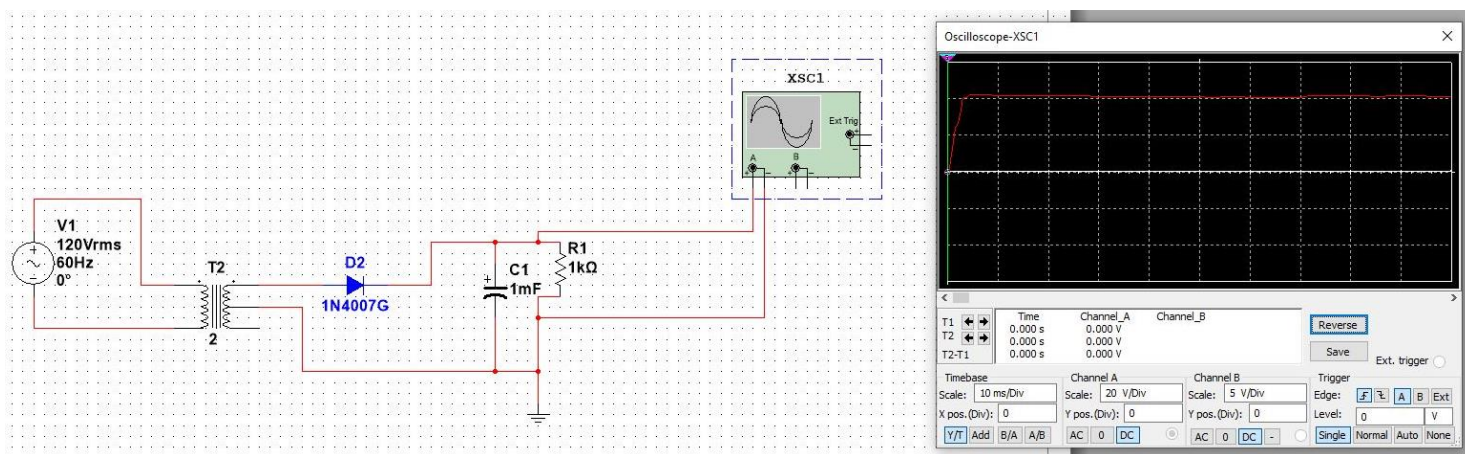 XSC1
Ext Trig
+
-
A
B
+ -
+ -
V1
120Vrms
60Hz
0°
+
-
T2
2
D2
1N4007G
C1
1mF
+
R1
1kΩ
Oscilloscope-XSC1
Time Channel_A Channel_B
T1 0.000 s 0.000 V
T2 0.000 s 0.000 V
T2-T1 0.000 s 0.000 V
Reverse
Save
Ext. trigger
Timebase
Scale: 10 ms/Div
X pos.(Div): 0
Y/T Add B/A A/B
Channel A
Scale: 20 V/Div
Y pos.(Div): 0
AC 0 DC
Channel B
Scale: 5 V/Div
Y pos.(Div): 0
AC 0 DC -
Trigger
Edge: A B Ext
Level: 0 V
Single Normal Auto None